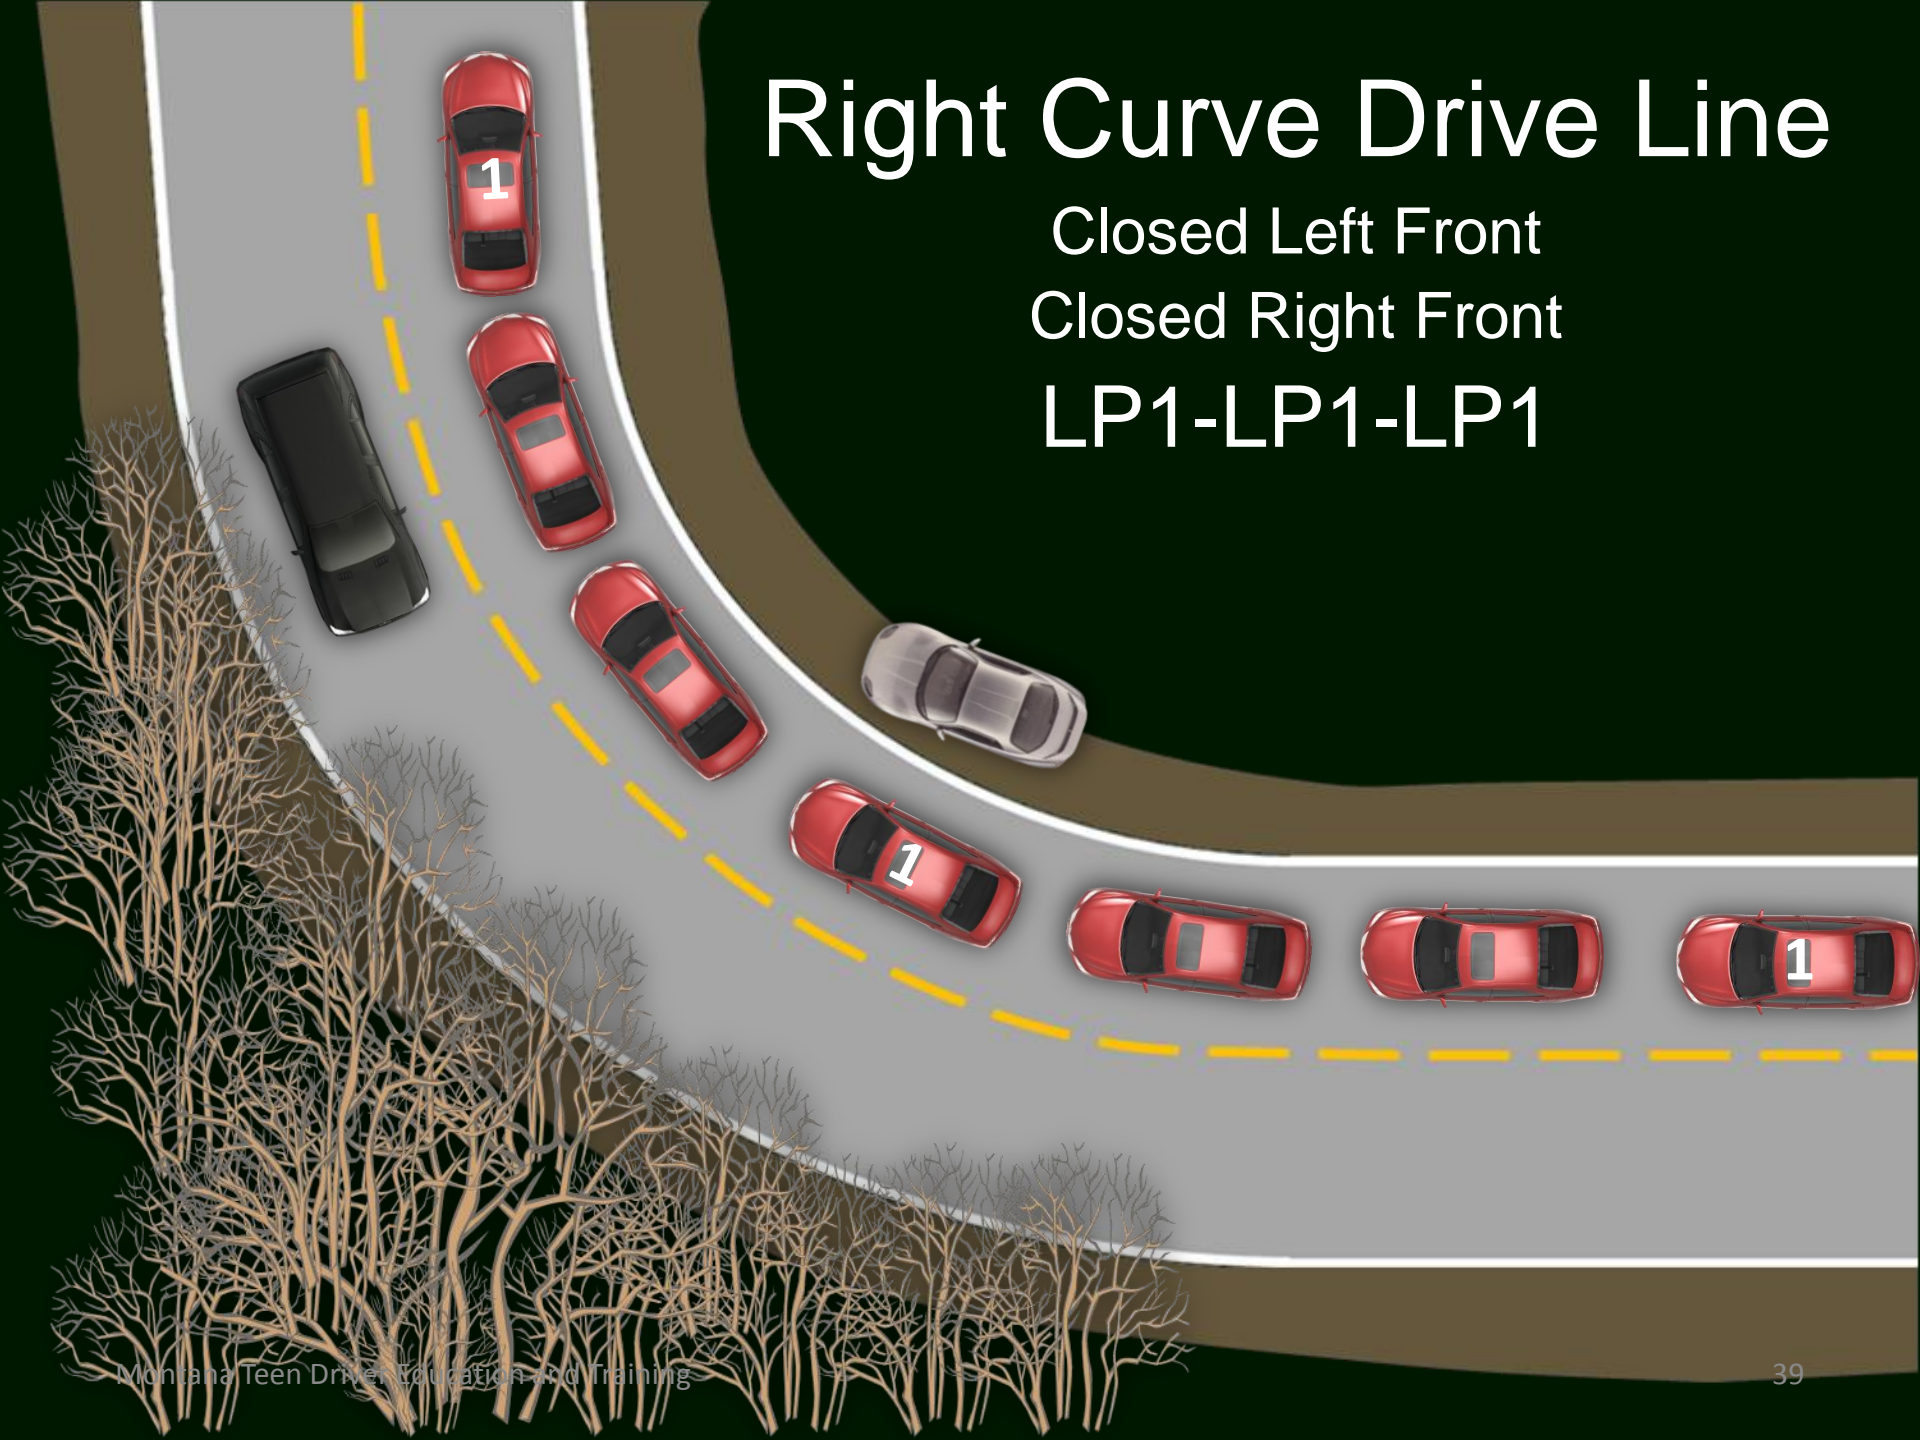 Right Curve Drive Line
Closed Left Front
Closed Right Front
LP1-LP1-LP1
1
1
1
Montana Teen Driver Education and Training
39